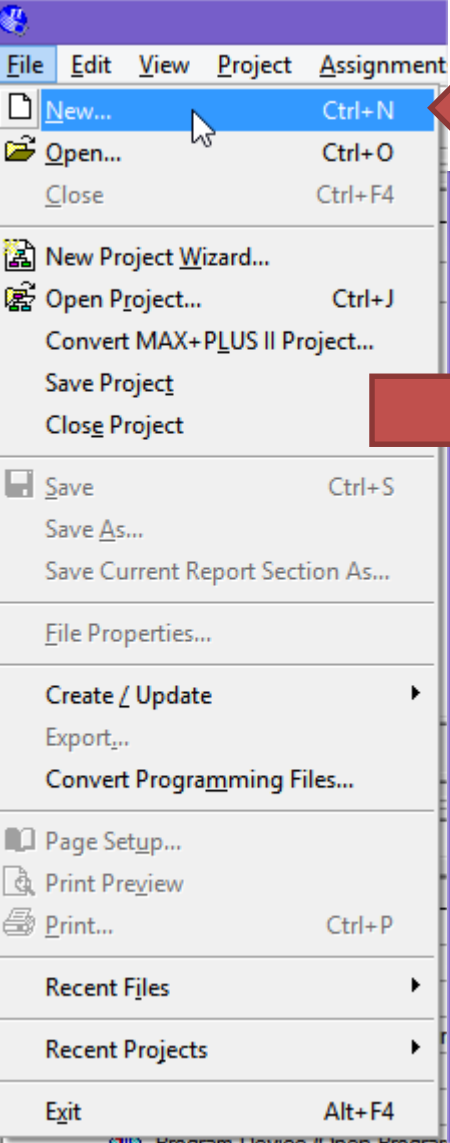 File Edit View Project Assignment
New... Ctrl+N
Open... Ctrl+O
Close Ctrl+F4
New Project Wizard...
Open Project... Ctrl+J
Convert MAX+PLUS II Project...
Save Project
Close Project
Save Ctrl+S
Save As...
Save Current Report Section As...
File Properties...
Create / Update
Export...
Convert Programming Files...
Page Setup...
Print Preview
Print... Ctrl+P
Recent Files
Recent Projects
Exit Alt+F4